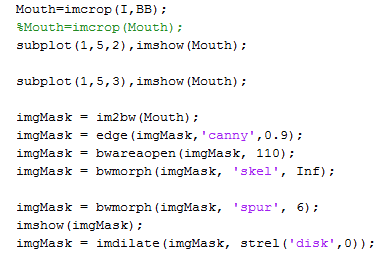 Mouth=imcrop(I,BB);
%Mouth=imcrop(Mouth);
subplot(1,5,2),imshow(Mouth);
subplot(1,5,3),imshow(Mouth);
imgMask = im2bw(Mouth);
imgMask = edge(imgMask,'canny',0.9);
imgMask = bwareaopen(imgMask, 110);
imgMask = bwmorph(imgMask, 'skel', Inf);
imgMask = bwmorph(imgMask, 'spur', 6);
imshow(imgMask);
imgMask = imdilate(imgMask, strel('disk',0));